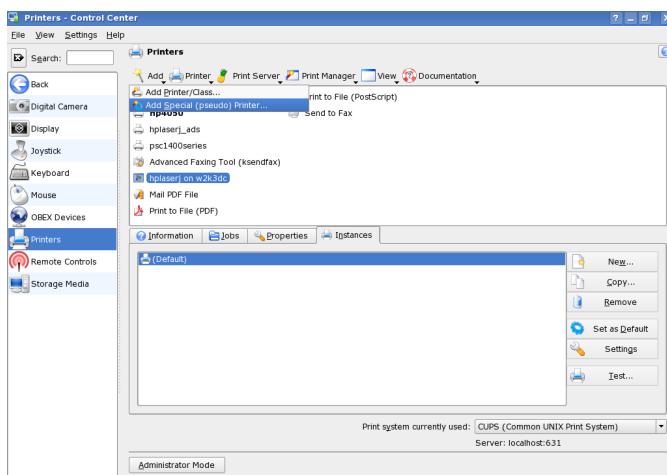 Printers - Control Center
File View Settings Help
Search:
Back
Digital Camera
Display
Joystick
Keyboard
Mouse
OBEX Devices
Printers
Remote Controls
Storage Media
Printers
Add Printer Print Server Print Manager View Documentation
Add Printer/Class...
Add Special (pseudo) Printer...
rint to File (PostScript)
hp4050
Send to Fax
hplaserj_ads
psc1400series
Advanced Faxing Tool (ksendfax)
hplaserj on w2k3dc
Mail PDF File
Print to File (PDF)
Information Jobs Properties Instances
(Default)
New...
Copy...
Remove
Set as Default
Settings
Test...
Print system currently used: CUPS (Common UNIX Print System)
Server: localhost:631
Administrator Mode